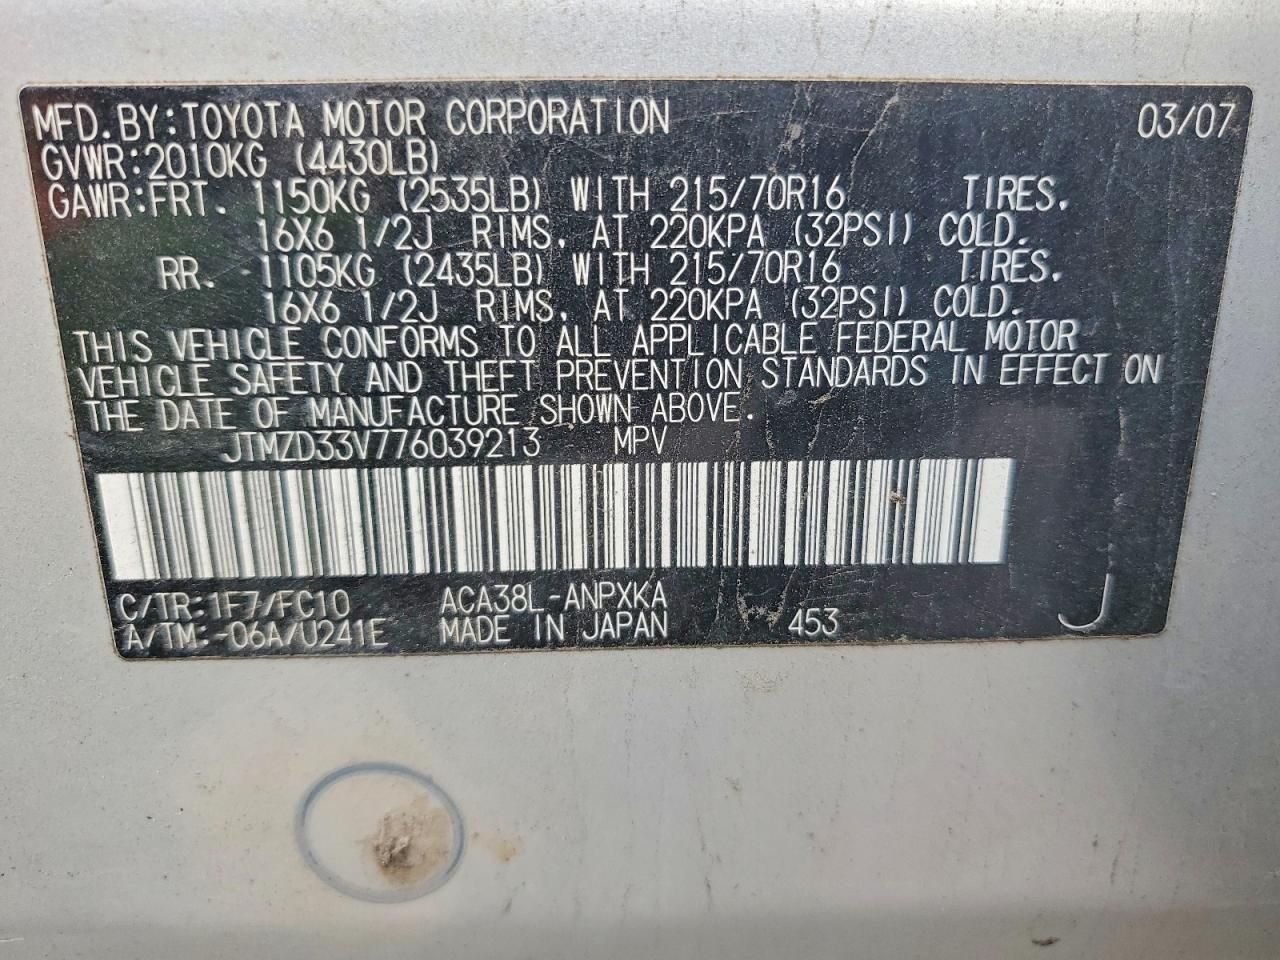 MFD.BY:TOYOTA MOTOR CORPORATION 03/07
GVWR:2010KG (4430LB)
GAWR:FRT. 1150KG (2535LB) WITH 215/70R16 TIRES,
16X6 1/2J RIMS, AT 220KPA (32PSI) COLD.
RR. 1105KG (2435LB) WITH 215/70R16 TIRES,
16X6 1/2J RIMS, AT 220KPA (32PSI) COLD.
THIS VEHICLE CONFORMS TO ALL APPLICABLE FEDERAL MOTOR
VEHICLE SAFETY AND THEFT PREVENTION STANDARDS IN EFFECT ON
THE DATE OF MANUFACTURE SHOWN ABOVE.
JTMZD33V776039213 MPV
C/TR:1F7/FC10 ACA38L-ANPXKA
A/TM:-06A/U241E MADE IN JAPAN 453 J